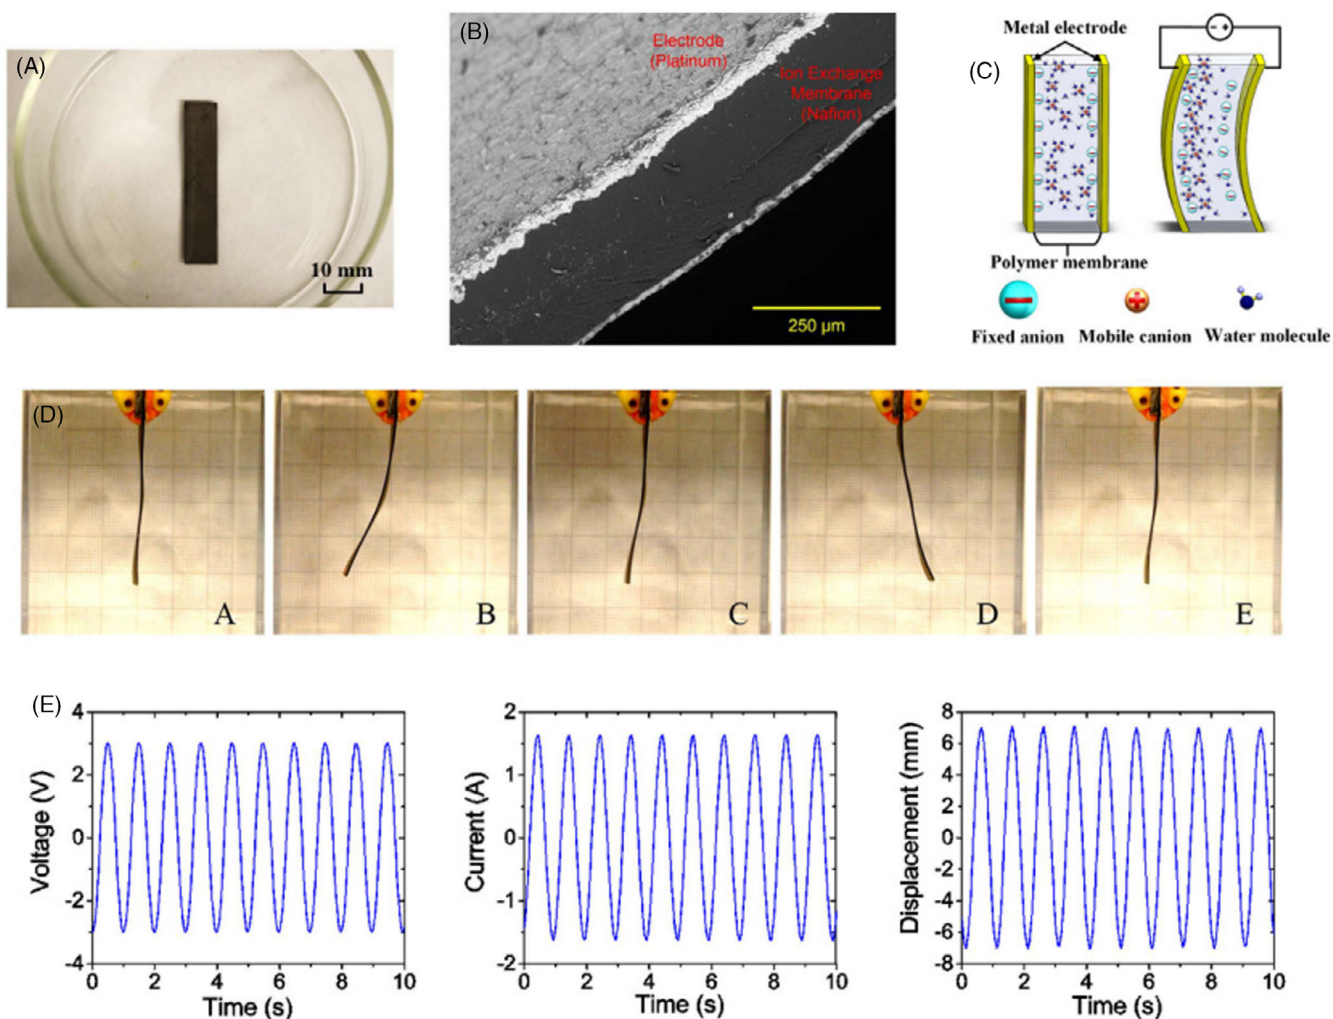 (A)
10 mm
(B)
Electrode
(Platinum)
Ion Exchange
Membrane
(Nafion)
250 µm
(C)
Metal electrode
- +
Polymer membrane
Fixed anion
Mobile canion
Water molecule
(D)
A
B
C
D
E
(E)
Voltage (V)
4
2
0
-2
-4
0 2 4 6 8 10
Time (s)
Current (A)
2
1
0
-1
-2
0 2 4 6 8 10
Time (s)
Displacement (mm)
8
6
4
2
0
-2
-4
-6
-8
0 2 4 6 8 10
Time (s)